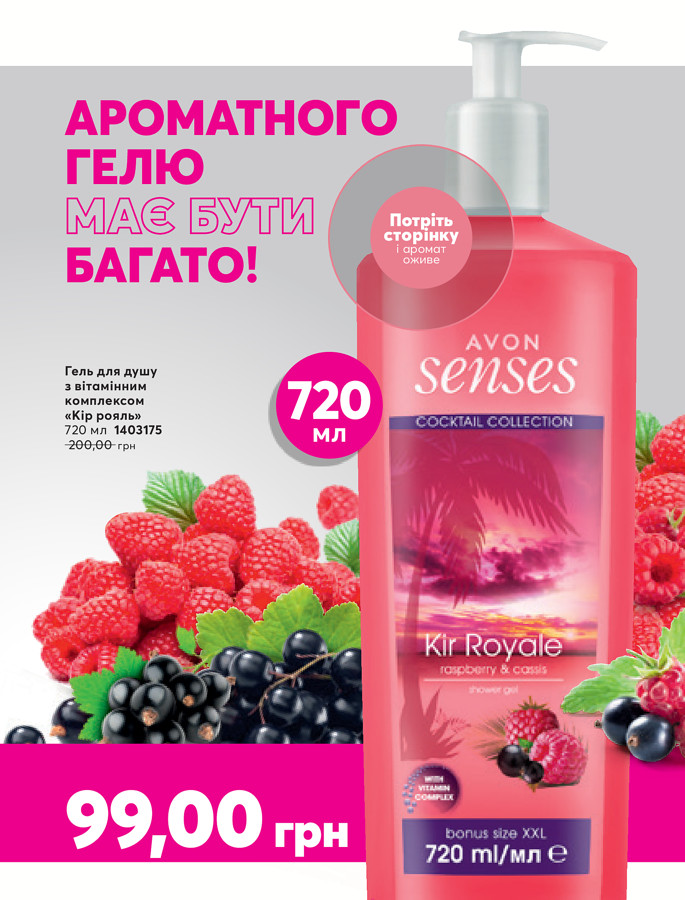 АРОМАТНОГО
ГЕЛЮ
МАЄ БУТИ
БАГАТО!
Потріть
сторінку
і аромат
оживе
Гель для душу
з вітамінним
комплексом
«Кір рояль»
720 мл 1403175
200,00 грн
720
мл
AVON
senses
COCKTAIL COLLECTION
Kir Royale
raspberry & cassis
shower gel
WITH
VITAMIN
COMPLEX
bonus size XXL
720 ml/мл ℮
99,00 грн